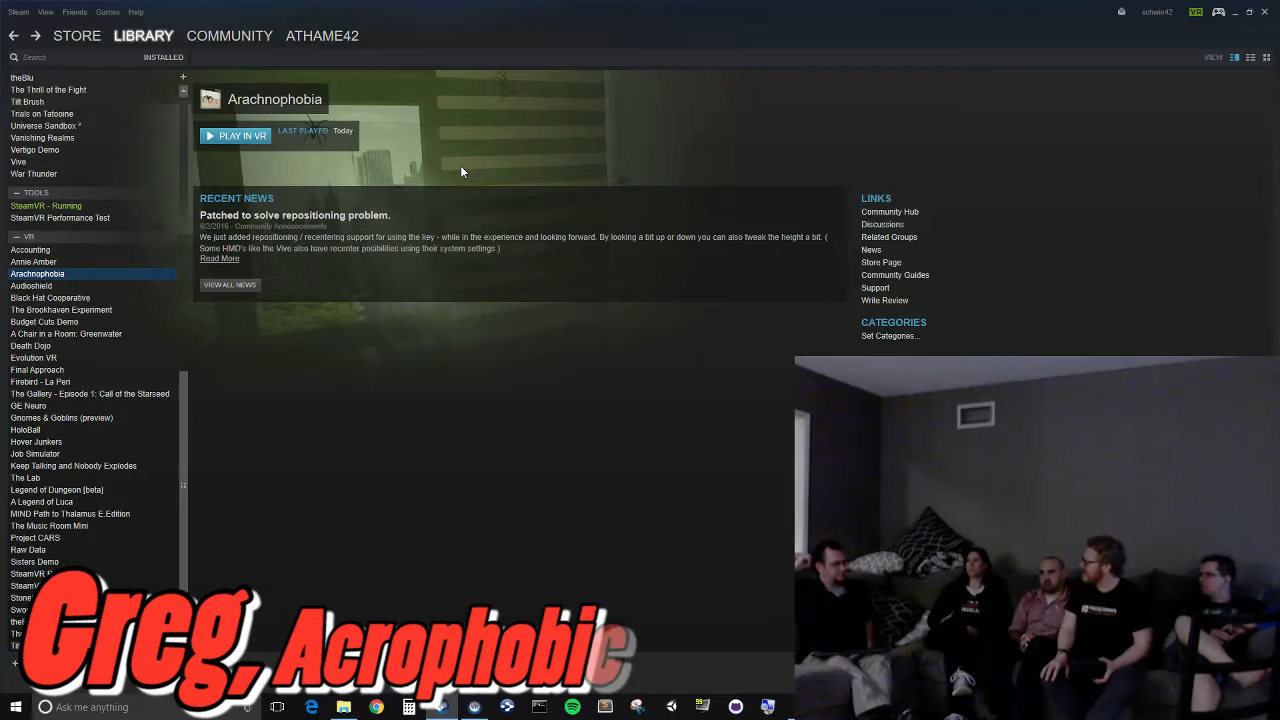 Steam View Friends Games Help
schwin42 VR
STORE LIBRARY COMMUNITY ATHAME42
Search INSTALLED
VIEW
theBlu
The Thrill of the Fight
Tilt Brush
Trials on Tatooine
Universe Sandbox ²
Vanishing Realms
Vertigo Demo
Vive
War Thunder
TOOLS
SteamVR - Running
SteamVR Performance Test
VR
Accounting
Annie Amber
Arachnophobia
Audioshield
Black Hat Cooperative
The Brookhaven Experiment
Budget Cuts Demo
A Chair in a Room: Greenwater
Death Dojo
Evolution VR
Final Approach
Firebird - La Peri
The Gallery - Episode 1: Call of the Starseed
GE Neuro
Gnomes & Goblins (preview)
HoloBall
Hover Junkers
Job Simulator
Keep Talking and Nobody Explodes
The Lab
Legend of Dungeon [beta]
A Legend of Luca
MIND Path to Thalamus E.Edition
The Music Room Mini
Project CARS
Raw Data
Sisters Demo
Arachnophobia
PLAY IN VR
LAST PLAYED Today
RECENT NEWS
Patched to solve repositioning problem.
6/2/2016 - Community Announcements
We just added repositioning / recentering support for using the key - while in the experience and looking forward. By looking a bit up or down you can also tweak the height a bit. (
Some HMD's like the Vive also have recenter posibilities using their system settings )
Read More
VIEW ALL NEWS
LINKS
Community Hub
Discussions
Related Groups
News
Store Page
Community Guides
Support
Write Review
CATEGORIES
Set Categories...
Greg, Acrophobic
Ask me anything